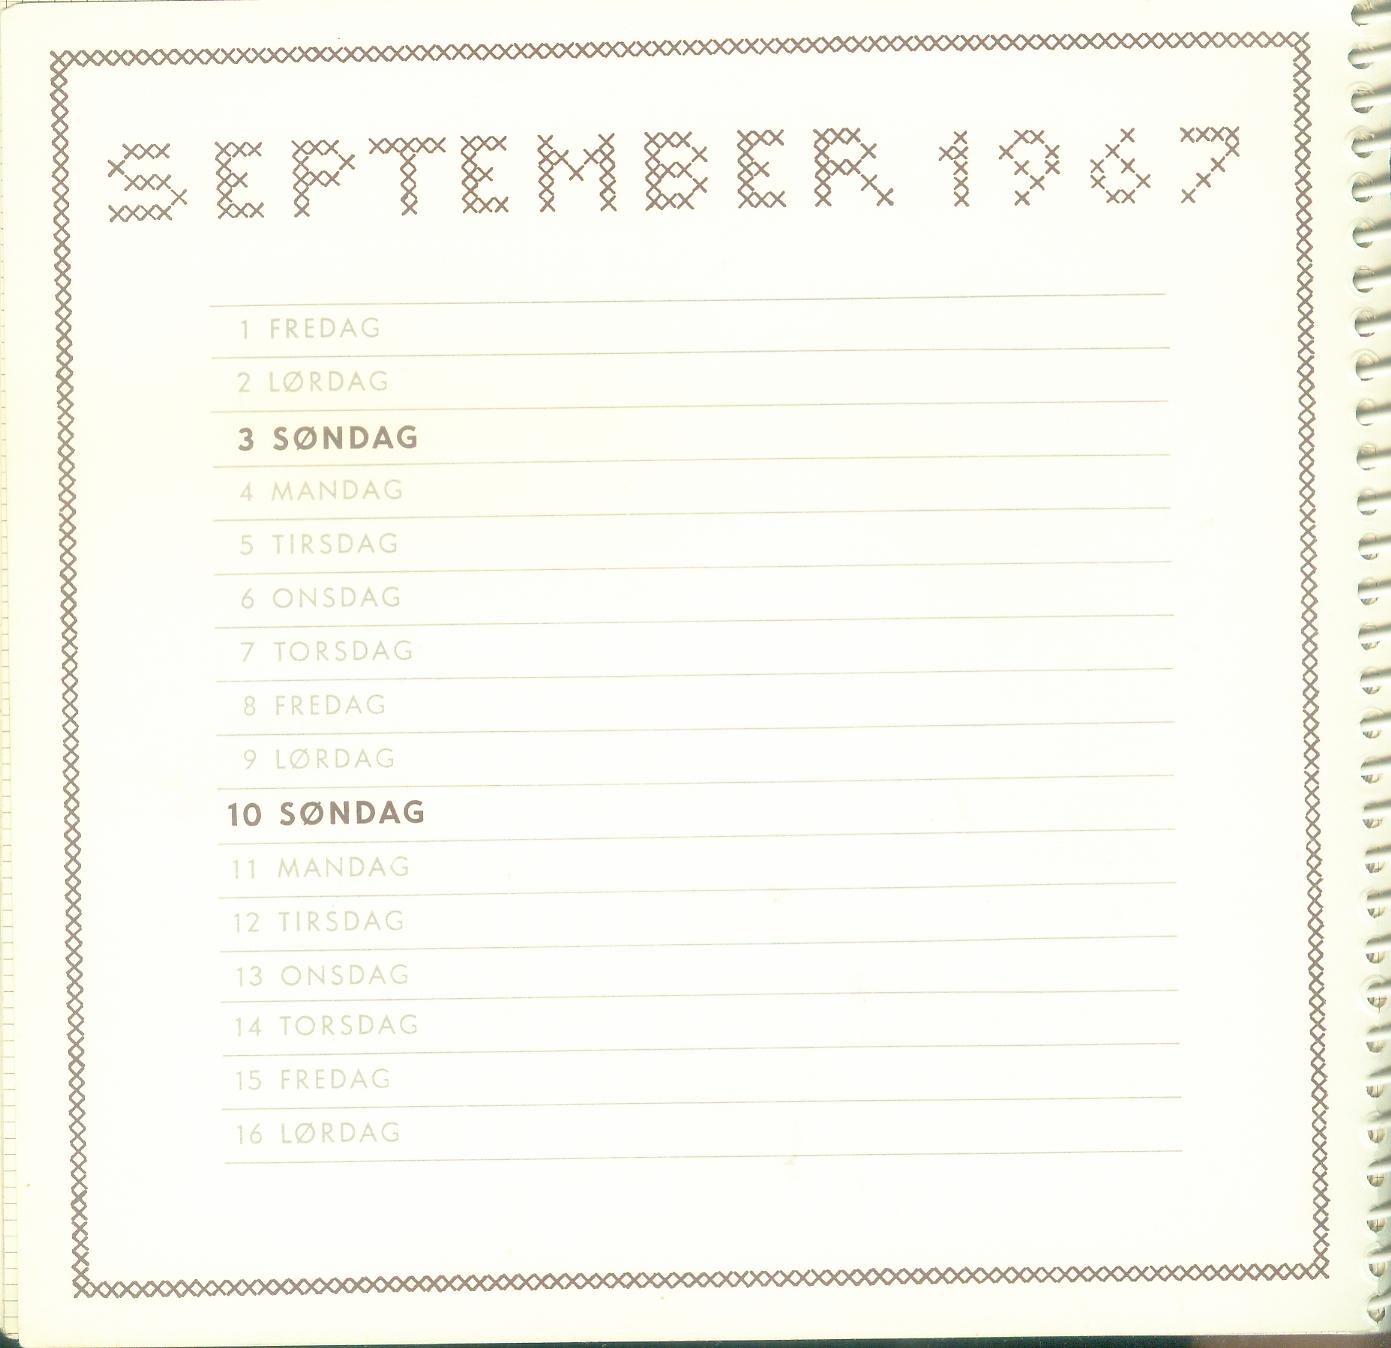 SEPTEMBER 1967
1 FREDAG
2 LØRDAG
3 SØNDAG
4 MANDAG
5 TIRSDAG
6 ONSDAG
7 TORSDAG
8 FREDAG
9 LØRDAG
10 SØNDAG
11 MANDAG
12 TIRSDAG
13 ONSDAG
14 TORSDAG
15 FREDAG
16 LØRDAG